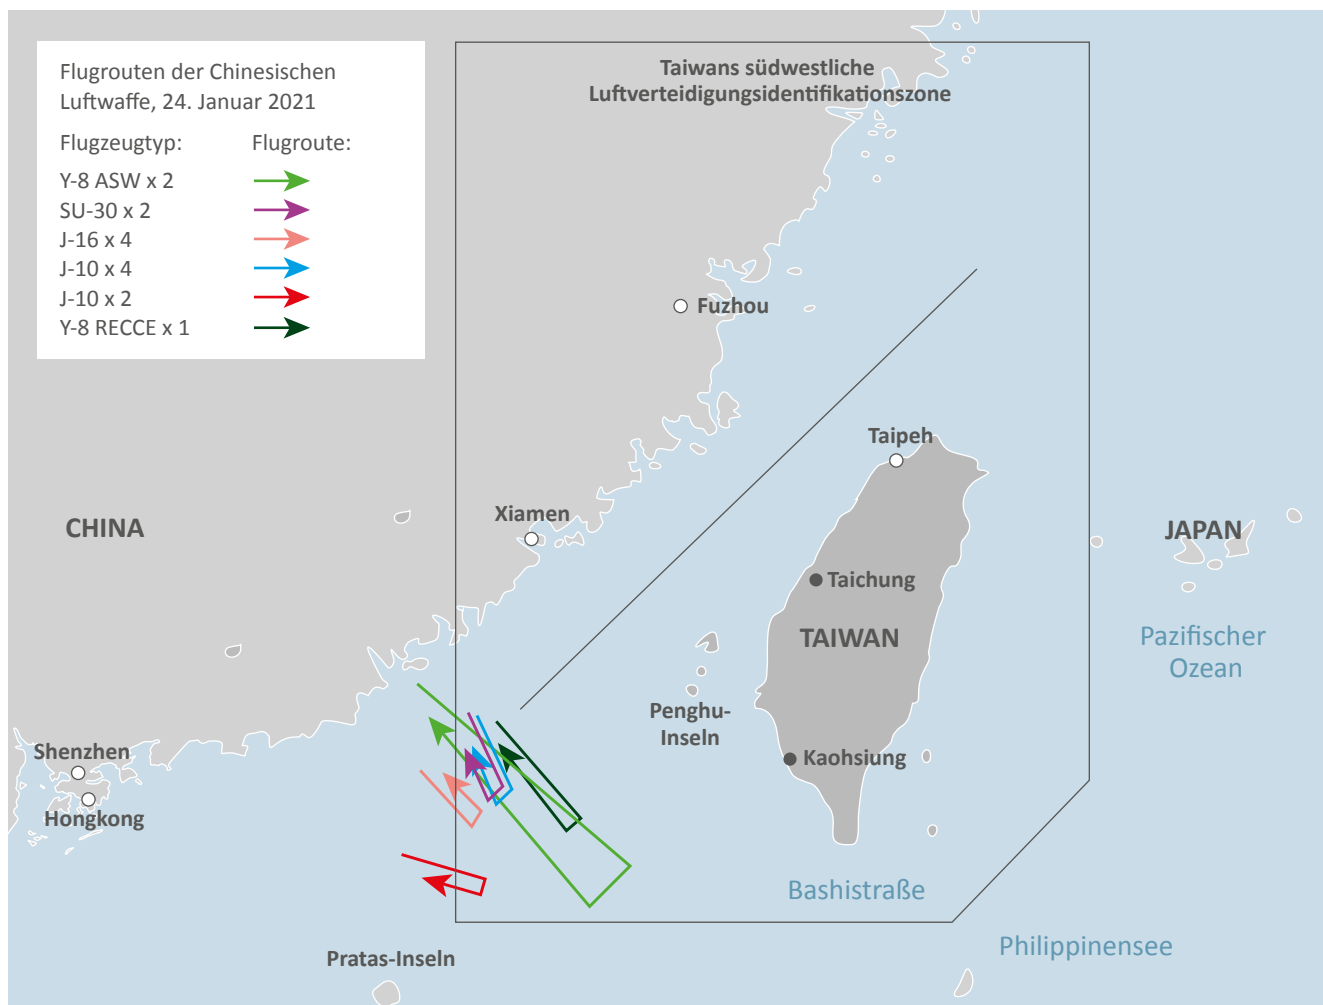 Flugrouten der Chinesischen
Luftwaffe, 24. Januar 2021
Flugzeugtyp: Flugroute:
Y-8 ASW x 2
SU-30 x 2
J-16 x 4
J-10 x 4
J-10 x 2
Y-8 RECCE x 1
Taiwans südwestliche
Luftverteidigungsidentifikationszone
Fuzhou
Taipeh
Xiamen
CHINA
JAPAN
Taichung
TAIWAN
Pazifischer
Ozean
Penghu-
Inseln
Shenzhen
Kaohsiung
Hongkong
Bashistraße
Philippinensee
Pratas-Inseln